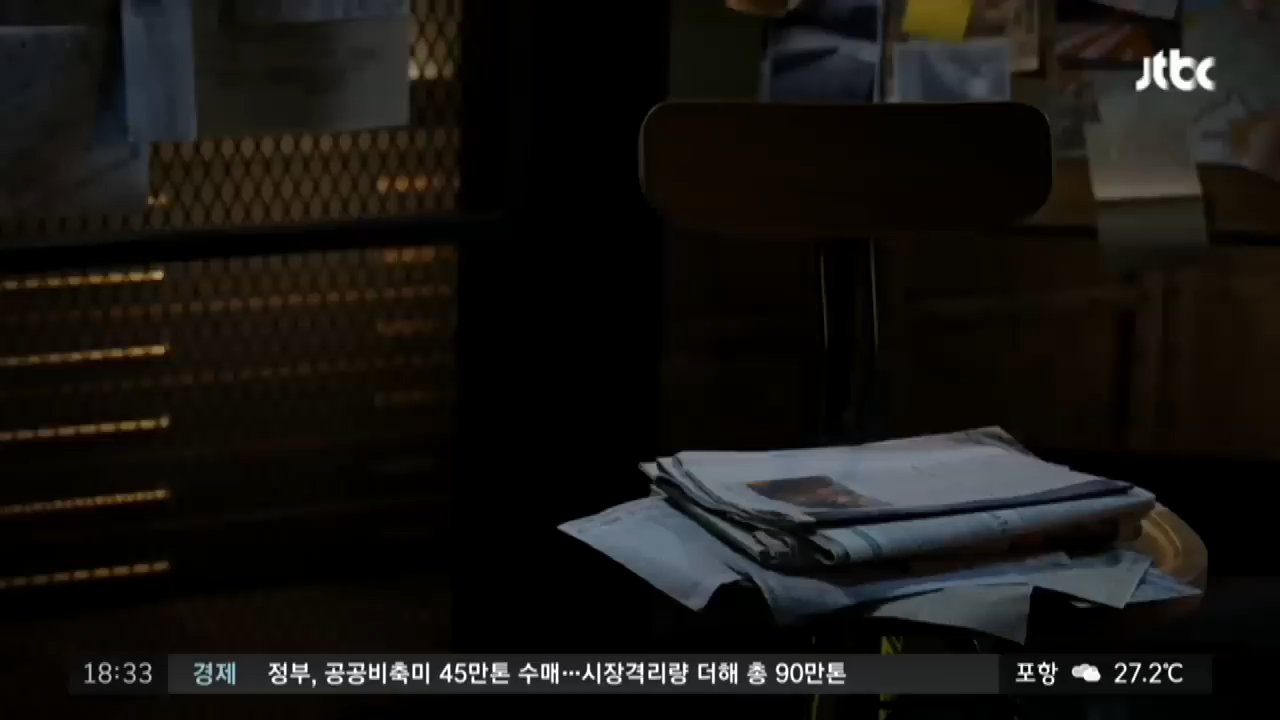 jtbc
18:33 경제 정부, 공공비축미 45만톤 수매…시장격리량 더해 총 90만톤 포항 27.2℃